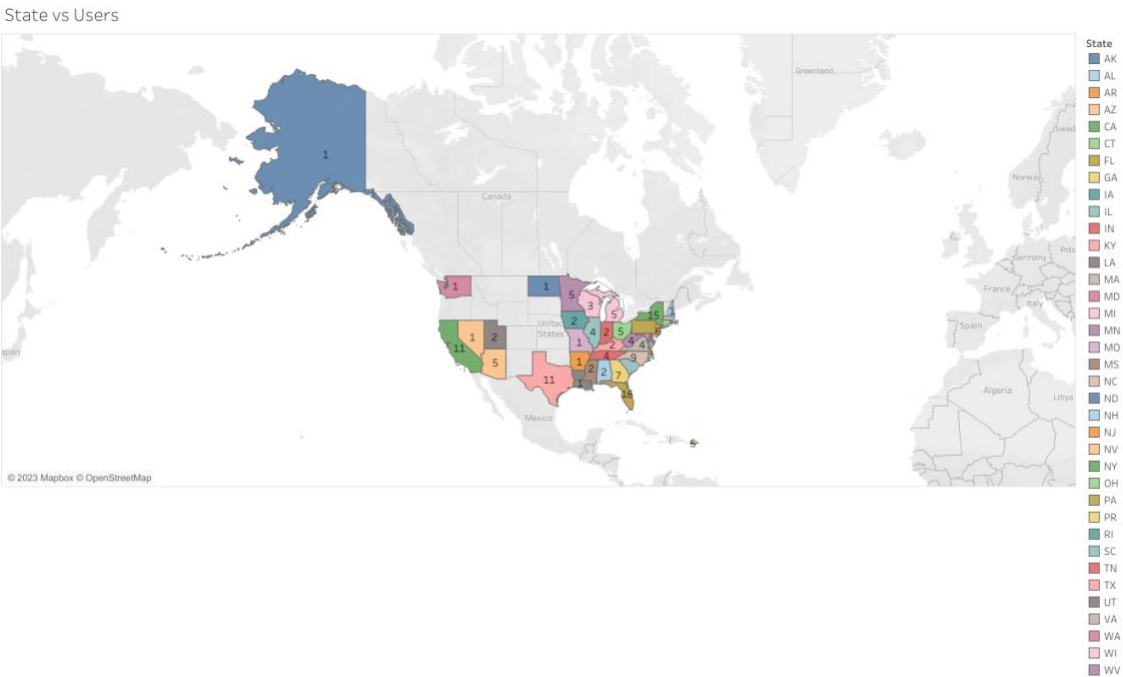 State vs Users
State
AK
AL
AR
AZ
CA
CT
FL
GA
IA
IL
IN
KY
LA
MA
MD
MI
MN
MO
MS
NC
ND
NH
NJ
NV
NY
OH
PA
PR
RI
SC
TN
TX
UT
VA
WA
WI
WV
Greenland
1
Norway
Canada
Germany
France
Italy
Spain
1
1
5
3
5
15
1
2
United
States
4
2
5
1
2
11
1
2
4
4
9
5
11
1
4
2
2
7
1
16
Algeria
Libya
Mexico
5
© 2023 Mapbox © OpenStreetMap